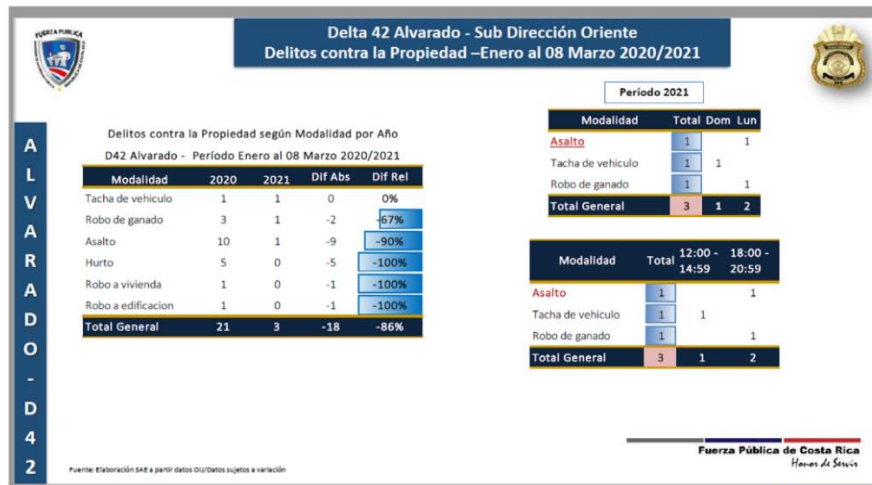 FUERZA PUBLICA
Delta 42 Alvarado - Sub Dirección Oriente
Delitos contra la Propiedad –Enero al 08 Marzo 2020/2021
ALVARADO-D42
Delitos contra la Propiedad según Modalidad por Año
D42 Alvarado - Período Enero al 08 Marzo 2020/2021
Modalidad 2020 2021 Dif Abs Dif Rel
Tacha de vehiculo 1 1 0 0%
Robo de ganado 3 1 -2 -67%
Asalto 10 1 -9 -90%
Hurto 5 0 -5 -100%
Robo a vivienda 1 0 -1 -100%
Robo a edificacion 1 0 -1 -100%
Total General 21 3 -18 -86%
Período 2021
Modalidad Total Dom Lun
Asalto 1 1
Tacha de vehiculo 1 1
Robo de ganado 1 1
Total General 3 1 2
Modalidad Total 12:00 - 14:59 18:00 - 20:59
Asalto 1 1
Tacha de vehiculo 1 1
Robo de ganado 1 1
Total General 3 1 2
Fuente: Elaboración SAE a partir datos OU/Datos sujetos a variación
Fuerza Pública de Costa Rica
Honor de Servir